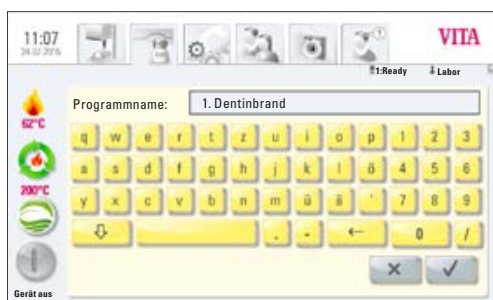 11:07
VITA
1:Ready
Labor
Programmname: 1. Dentinbrand
62°C
q w e r t z u i o p 1 2 3
a s d f g h j k l ö 4 5 6
200°C
y x c v b n m ü ä ' 7 8 9
⇩ . - ← 0 /
× ✓
Gerät aus